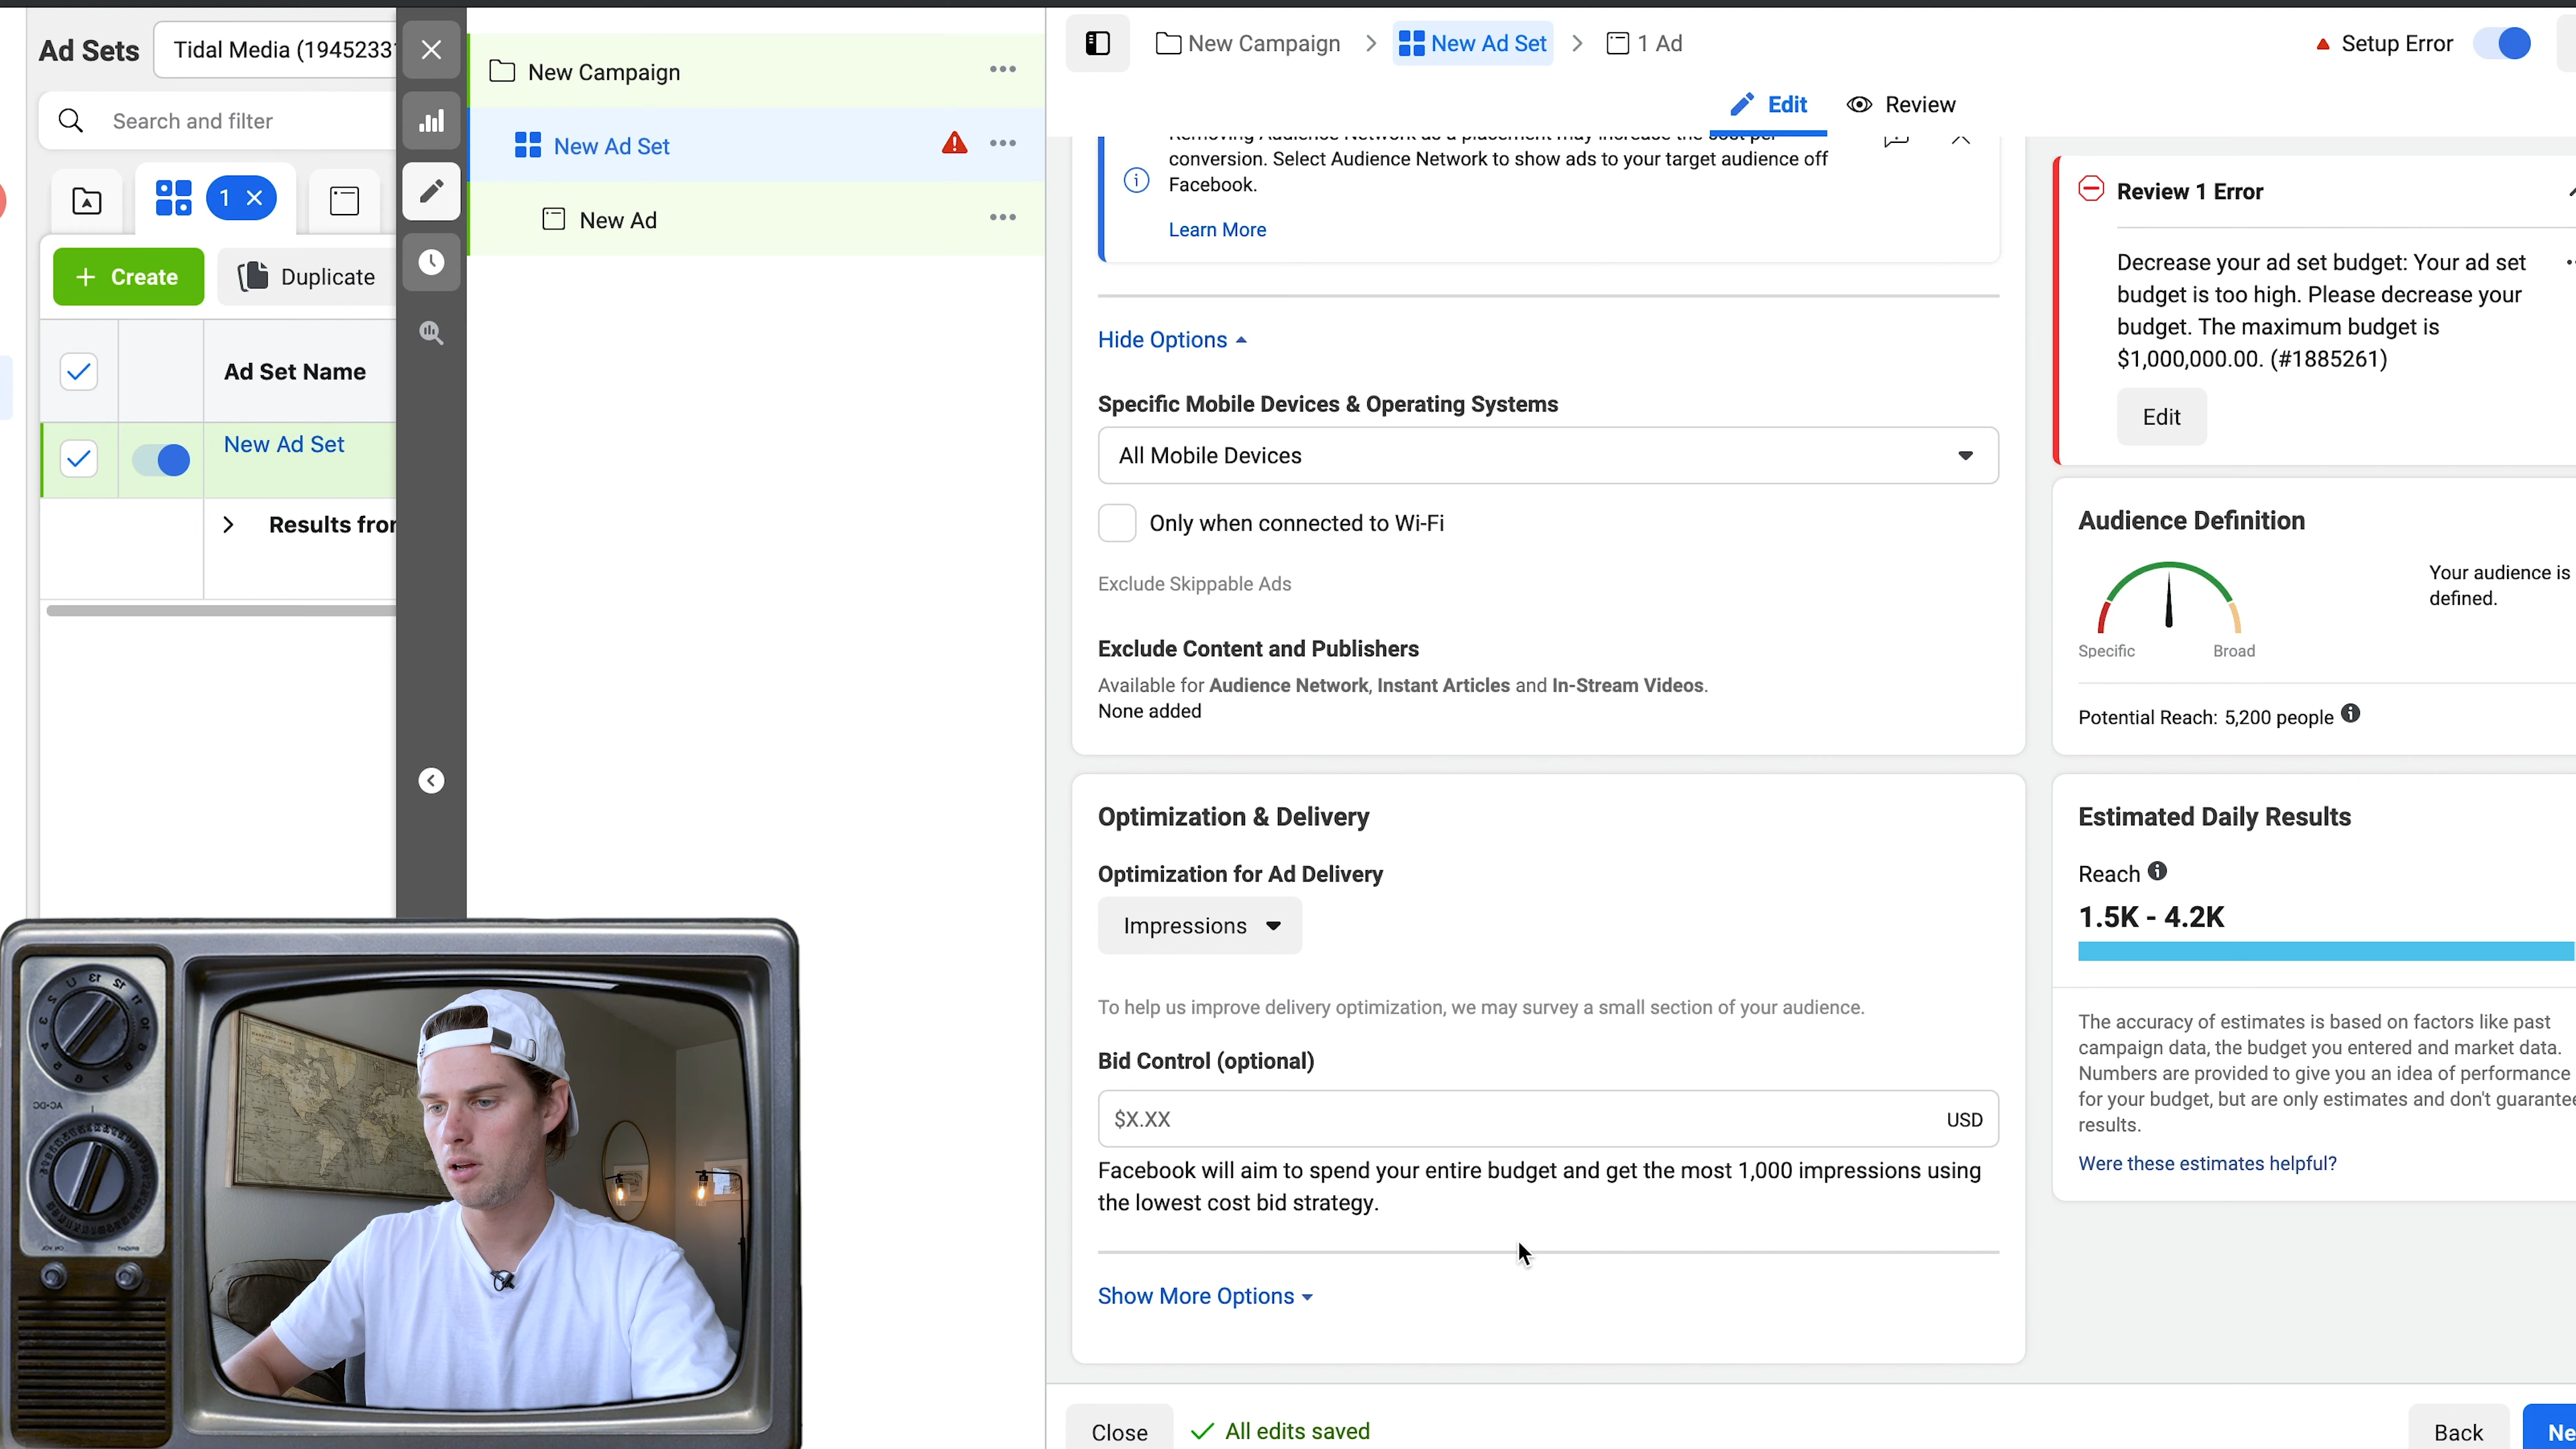 Ad Sets
Tidal Media (1945233
Search and filter
1
Create
Duplicate
Ad Set Name
New Ad Set
Results from
New Campaign
New Ad Set
New Ad
New Campaign
New Ad Set
1 Ad
Setup Error
Edit
Review
Removing Audience Network as a placement may increase the cost per
conversion. Select Audience Network to show ads to your target audience off
Facebook.
Learn More
Hide Options
Specific Mobile Devices & Operating Systems
All Mobile Devices
Only when connected to Wi-Fi
Exclude Skippable Ads
Exclude Content and Publishers
Available for Audience Network, Instant Articles and In-Stream Videos.
None added
Optimization & Delivery
Optimization for Ad Delivery
Impressions
To help us improve delivery optimization, we may survey a small section of your audience.
Bid Control (optional)
$X.XX
USD
Facebook will aim to spend your entire budget and get the most 1,000 impressions using
the lowest cost bid strategy.
Show More Options
Close
All edits saved
Back
Ne
Review 1 Error
Decrease your ad set budget: Your ad set
budget is too high. Please decrease your
budget. The maximum budget is
$1,000,000.00. (#1885261)
Edit
Audience Definition
Your audience is
defined.
Specific
Broad
Potential Reach: 5,200 people
Estimated Daily Results
Reach
1.5K - 4.2K
The accuracy of estimates is based on factors like past
campaign data, the budget you entered and market data.
Numbers are provided to give you an idea of performance
for your budget, but are only estimates and don't guarantee
results.
Were these estimates helpful?